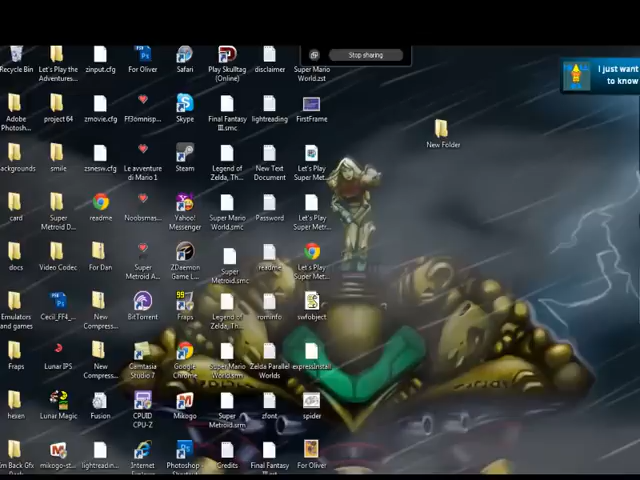 Stop sharing
I just want
to know
Recycle Bin
Let's Play the
Adventures...
zinput.cfg
For Oliver
Safari
Play Skulltag
(Online)
disclaimer
Super Mario
World.zst
Adobe
Photosh...
project 64
zmovie.cfg
Skype
Final Fantasy
III.smc
lightreading
FirstFrame
New Folder
ackgrounds
smile
zsnesw.cfg
Le avventure
di Mario 1
Steam
Legend of
Zelda, Th...
New Text
Document
Let's Play
Super Met...
card
Super
Metroid D...
readme
Noobsmas...
Yahoo!
Messenger
Super Mario
World.smc
Password
Let's Play
Super Met...
docs
Video Codec
For Dan
Super
Metroid A...
ZDaemon
Game L...
Super
Metroid.smc
readme
Let's Play
Super Met...
Emulators
and games
Cecil_FF4_...
New
Compress...
BitTorrent
Fraps
Legend of
Zelda, Th...
rominfo
swfobject
Fraps
Lunar IPS
New
Compress...
Camtasia
Studio 7
Google
Chrome
Super Mario
World.srm
Zelda Parallel
Worlds
expressInstall
hexen
Lunar Magic
Fusion
CPUID
CPU-Z
Mikogo
Super
Metroid.srm
zfont
spider
Im Back Gfx
mikogo-st...
lightreadin...
Internet
Photoshop
Credits
Final Fantasy
For Oliver